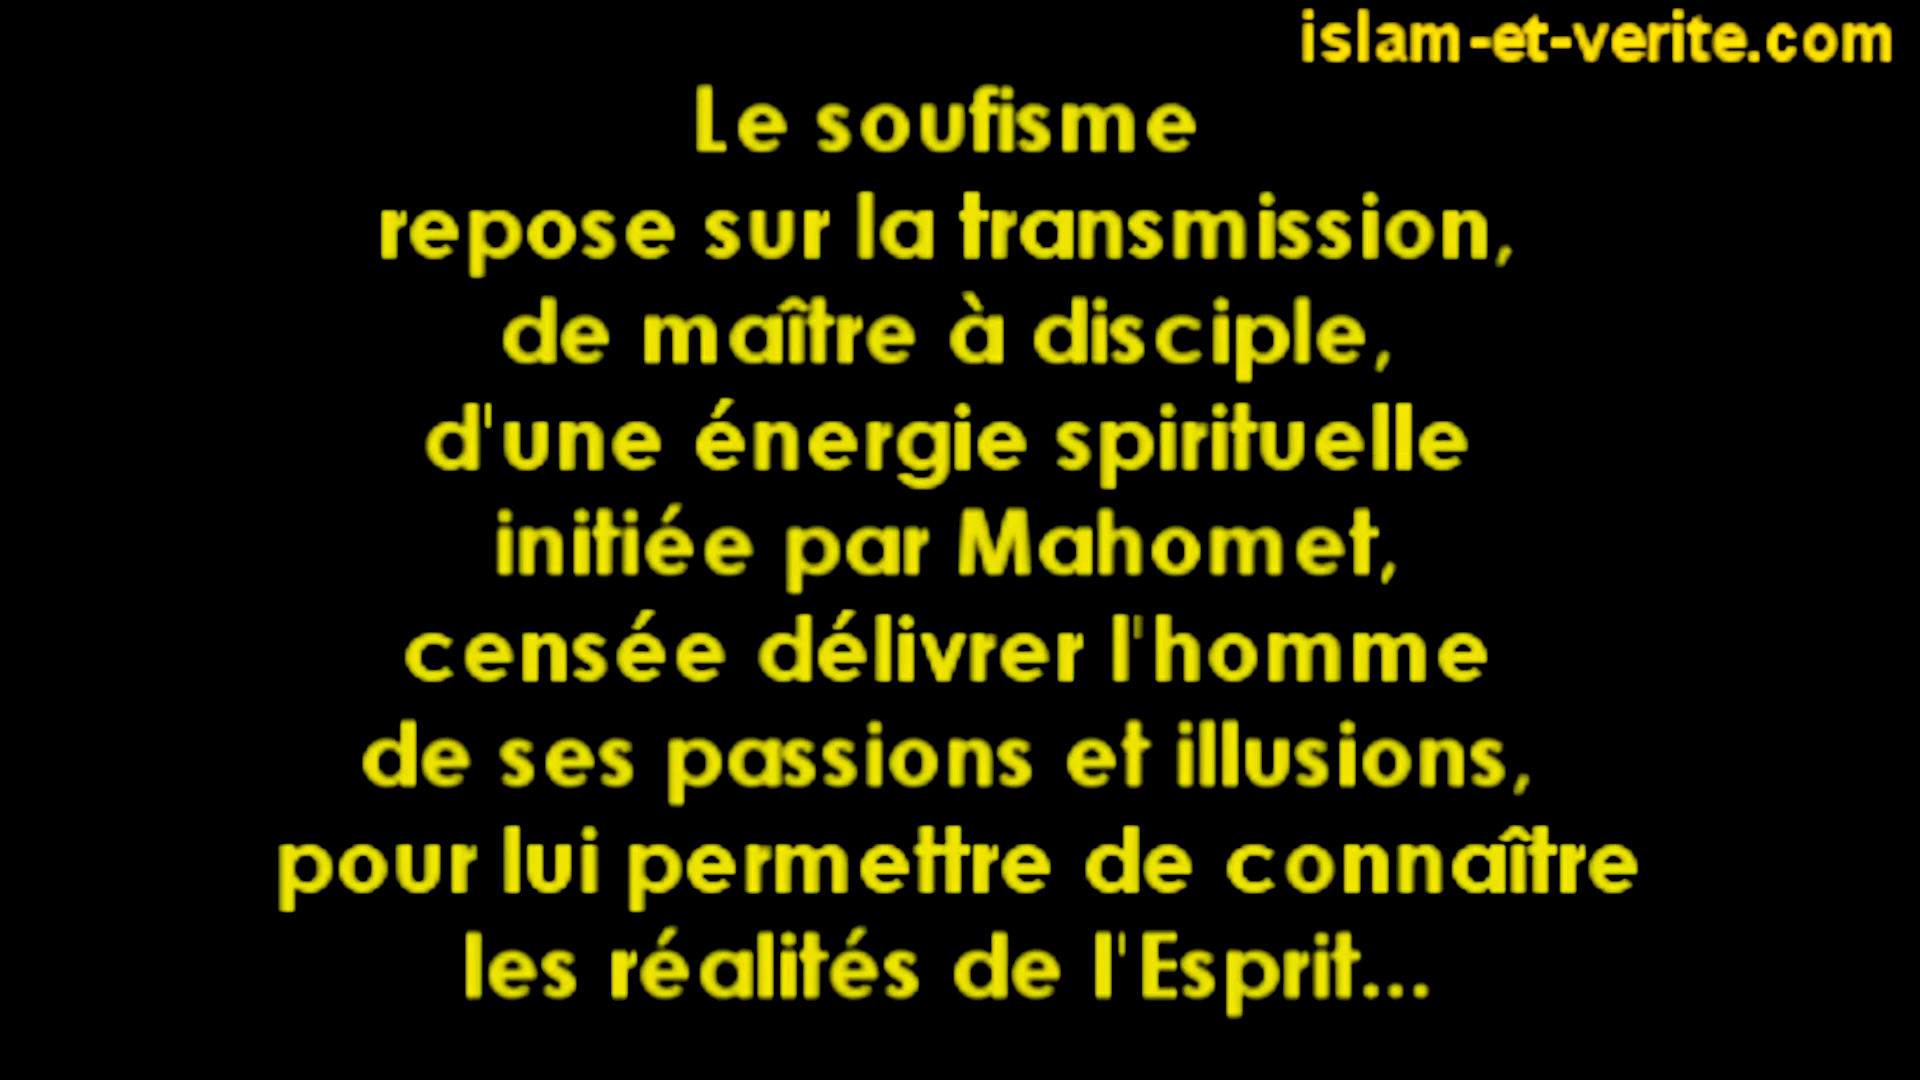 islam-et-verite.com
Le soufisme
repose sur la transmission,
de maître à disciple,
d'une énergie spirituelle
initiée par Mahomet,
censée délivrer l'homme
de ses passions et illusions,
pour lui permettre de connaître
les réalités de l'Esprit...